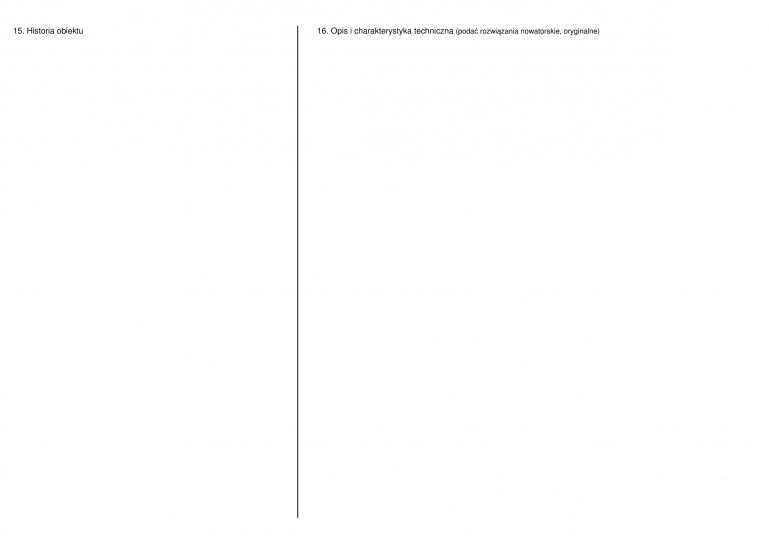 15. Historia obiektu
16. Opis i charakterystyka techniczna (podać rozwiązania nowatorskie, oryginalne)